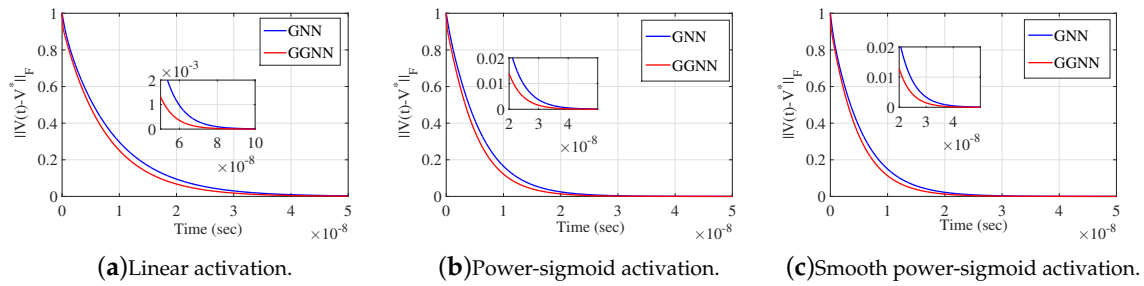 ||V(t)-V*||_F
1
0.8
0.6
0.4
0.2
0
0 1 2 3 4 5
Time (sec)
×10-8
GNN
GGNN
×10-3
2
1
0
6 8 10
×10-8
(a)Linear activation.
||V(t)-V*||_F
1
0.8
0.6
0.4
0.2
0
0 1 2 3 4 5
Time (sec)
×10-8
GNN
GGNN
0.02
0.01
0
2 3 4
×10-8
(b)Power-sigmoid activation.
||V(t)-V*||_F
1
0.8
0.6
0.4
0.2
0
0 1 2 3 4 5
Time (sec)
×10-8
GNN
GGNN
0.02
0.01
0
2 3 4
×10-8
(c)Smooth power-sigmoid activation.